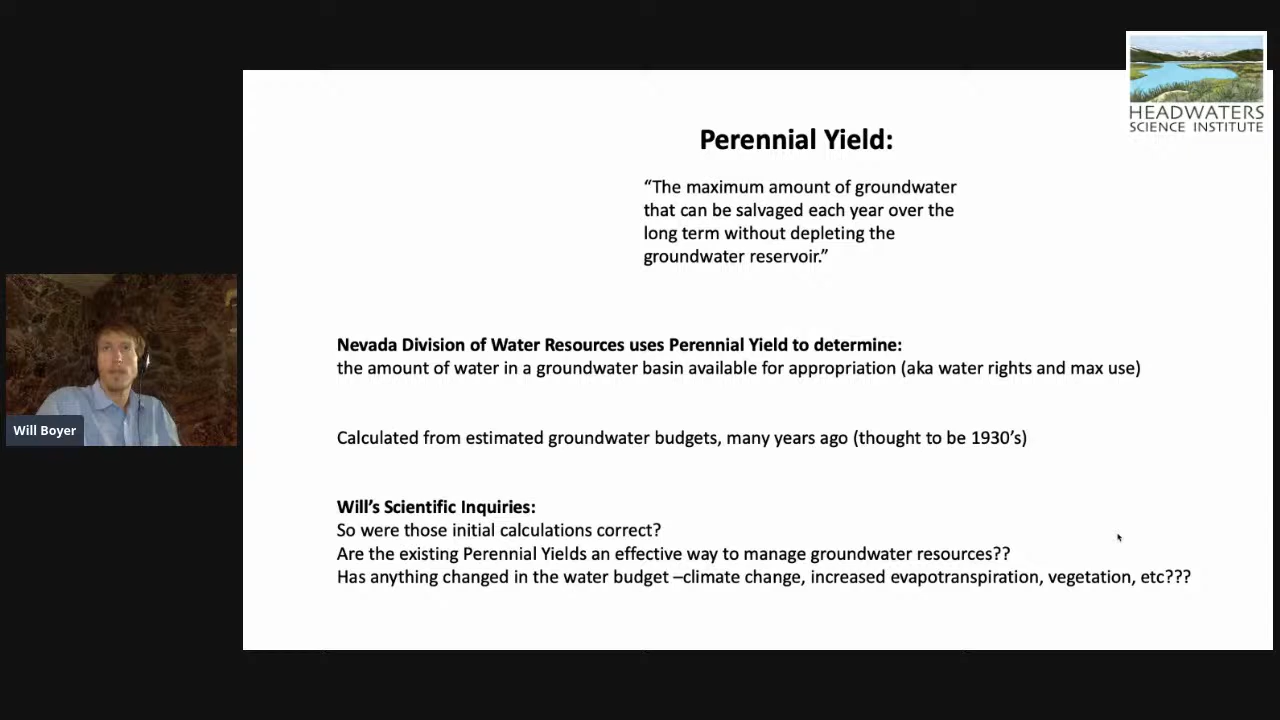 HEADWATERS
SCIENCE INSTITUTE
Perennial Yield:
“The maximum amount of groundwater
that can be salvaged each year over the
long term without depleting the
groundwater reservoir.”
Nevada Division of Water Resources uses Perennial Yield to determine:
the amount of water in a groundwater basin available for appropriation (aka water rights and max use)
Calculated from estimated groundwater budgets, many years ago (thought to be 1930’s)
Will Boyer
Will’s Scientific Inquiries:
So were those initial calculations correct?
Are the existing Perennial Yields an effective way to manage groundwater resources??
Has anything changed in the water budget –climate change, increased evapotranspiration, vegetation, etc???